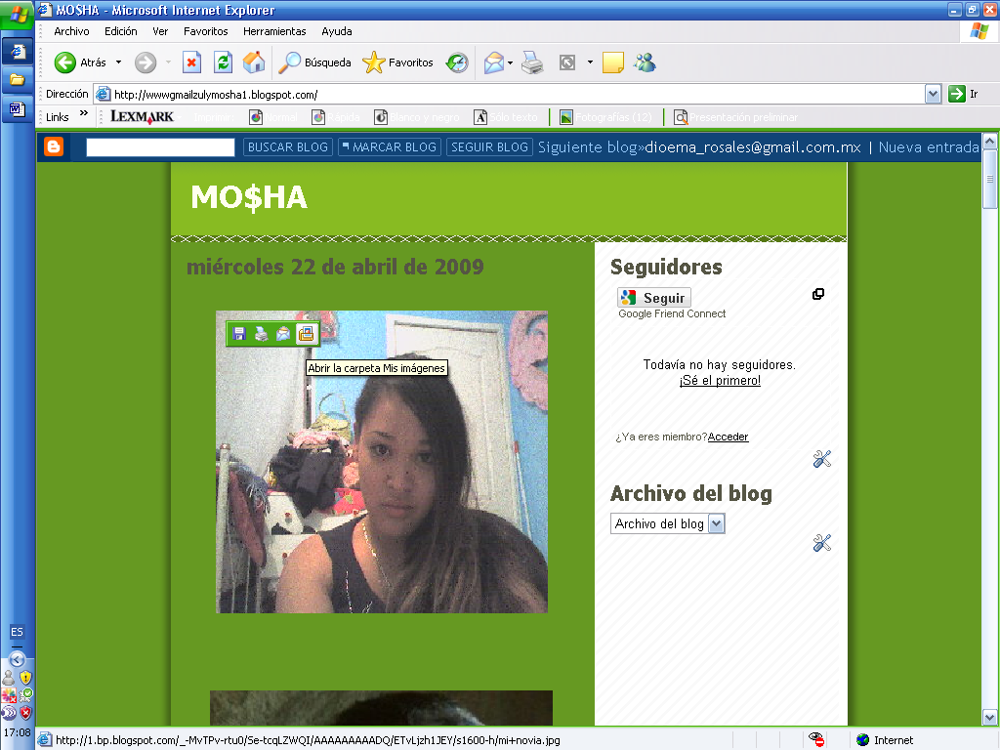 MO$HA - Microsoft Internet Explorer
Archivo Edición Ver Favoritos Herramientas Ayuda
Atrás Búsqueda Favoritos
Dirección http://wwwgmailzulymosha1.blogspot.com/ Ir
Links » LEXMARK Imprimir Normal Rápida Blanco y negro Sólo texto Fotografías (12) Presentación preliminar
BUSCAR BLOG MARCAR BLOG SEGUIR BLOG Siguiente blog» dioema_rosales@gmail.com.mx | Nueva entrada
MO$HA
miércoles 22 de abril de 2009
Abrir la carpeta Mis imágenes
Seguidores
Seguir
Google Friend Connect
Todavía no hay seguidores.
¡Sé el primero!
¿Ya eres miembro?Acceder
Archivo del blog
Archivo del blog
ES
17:08
http://1.bp.blogspot.com/_-MvTPv-rtu0/Se-tcqLZWQI/AAAAAAAAADQ/ETvLjzh1JEY/s1600-h/mi+novia.jpg Internet